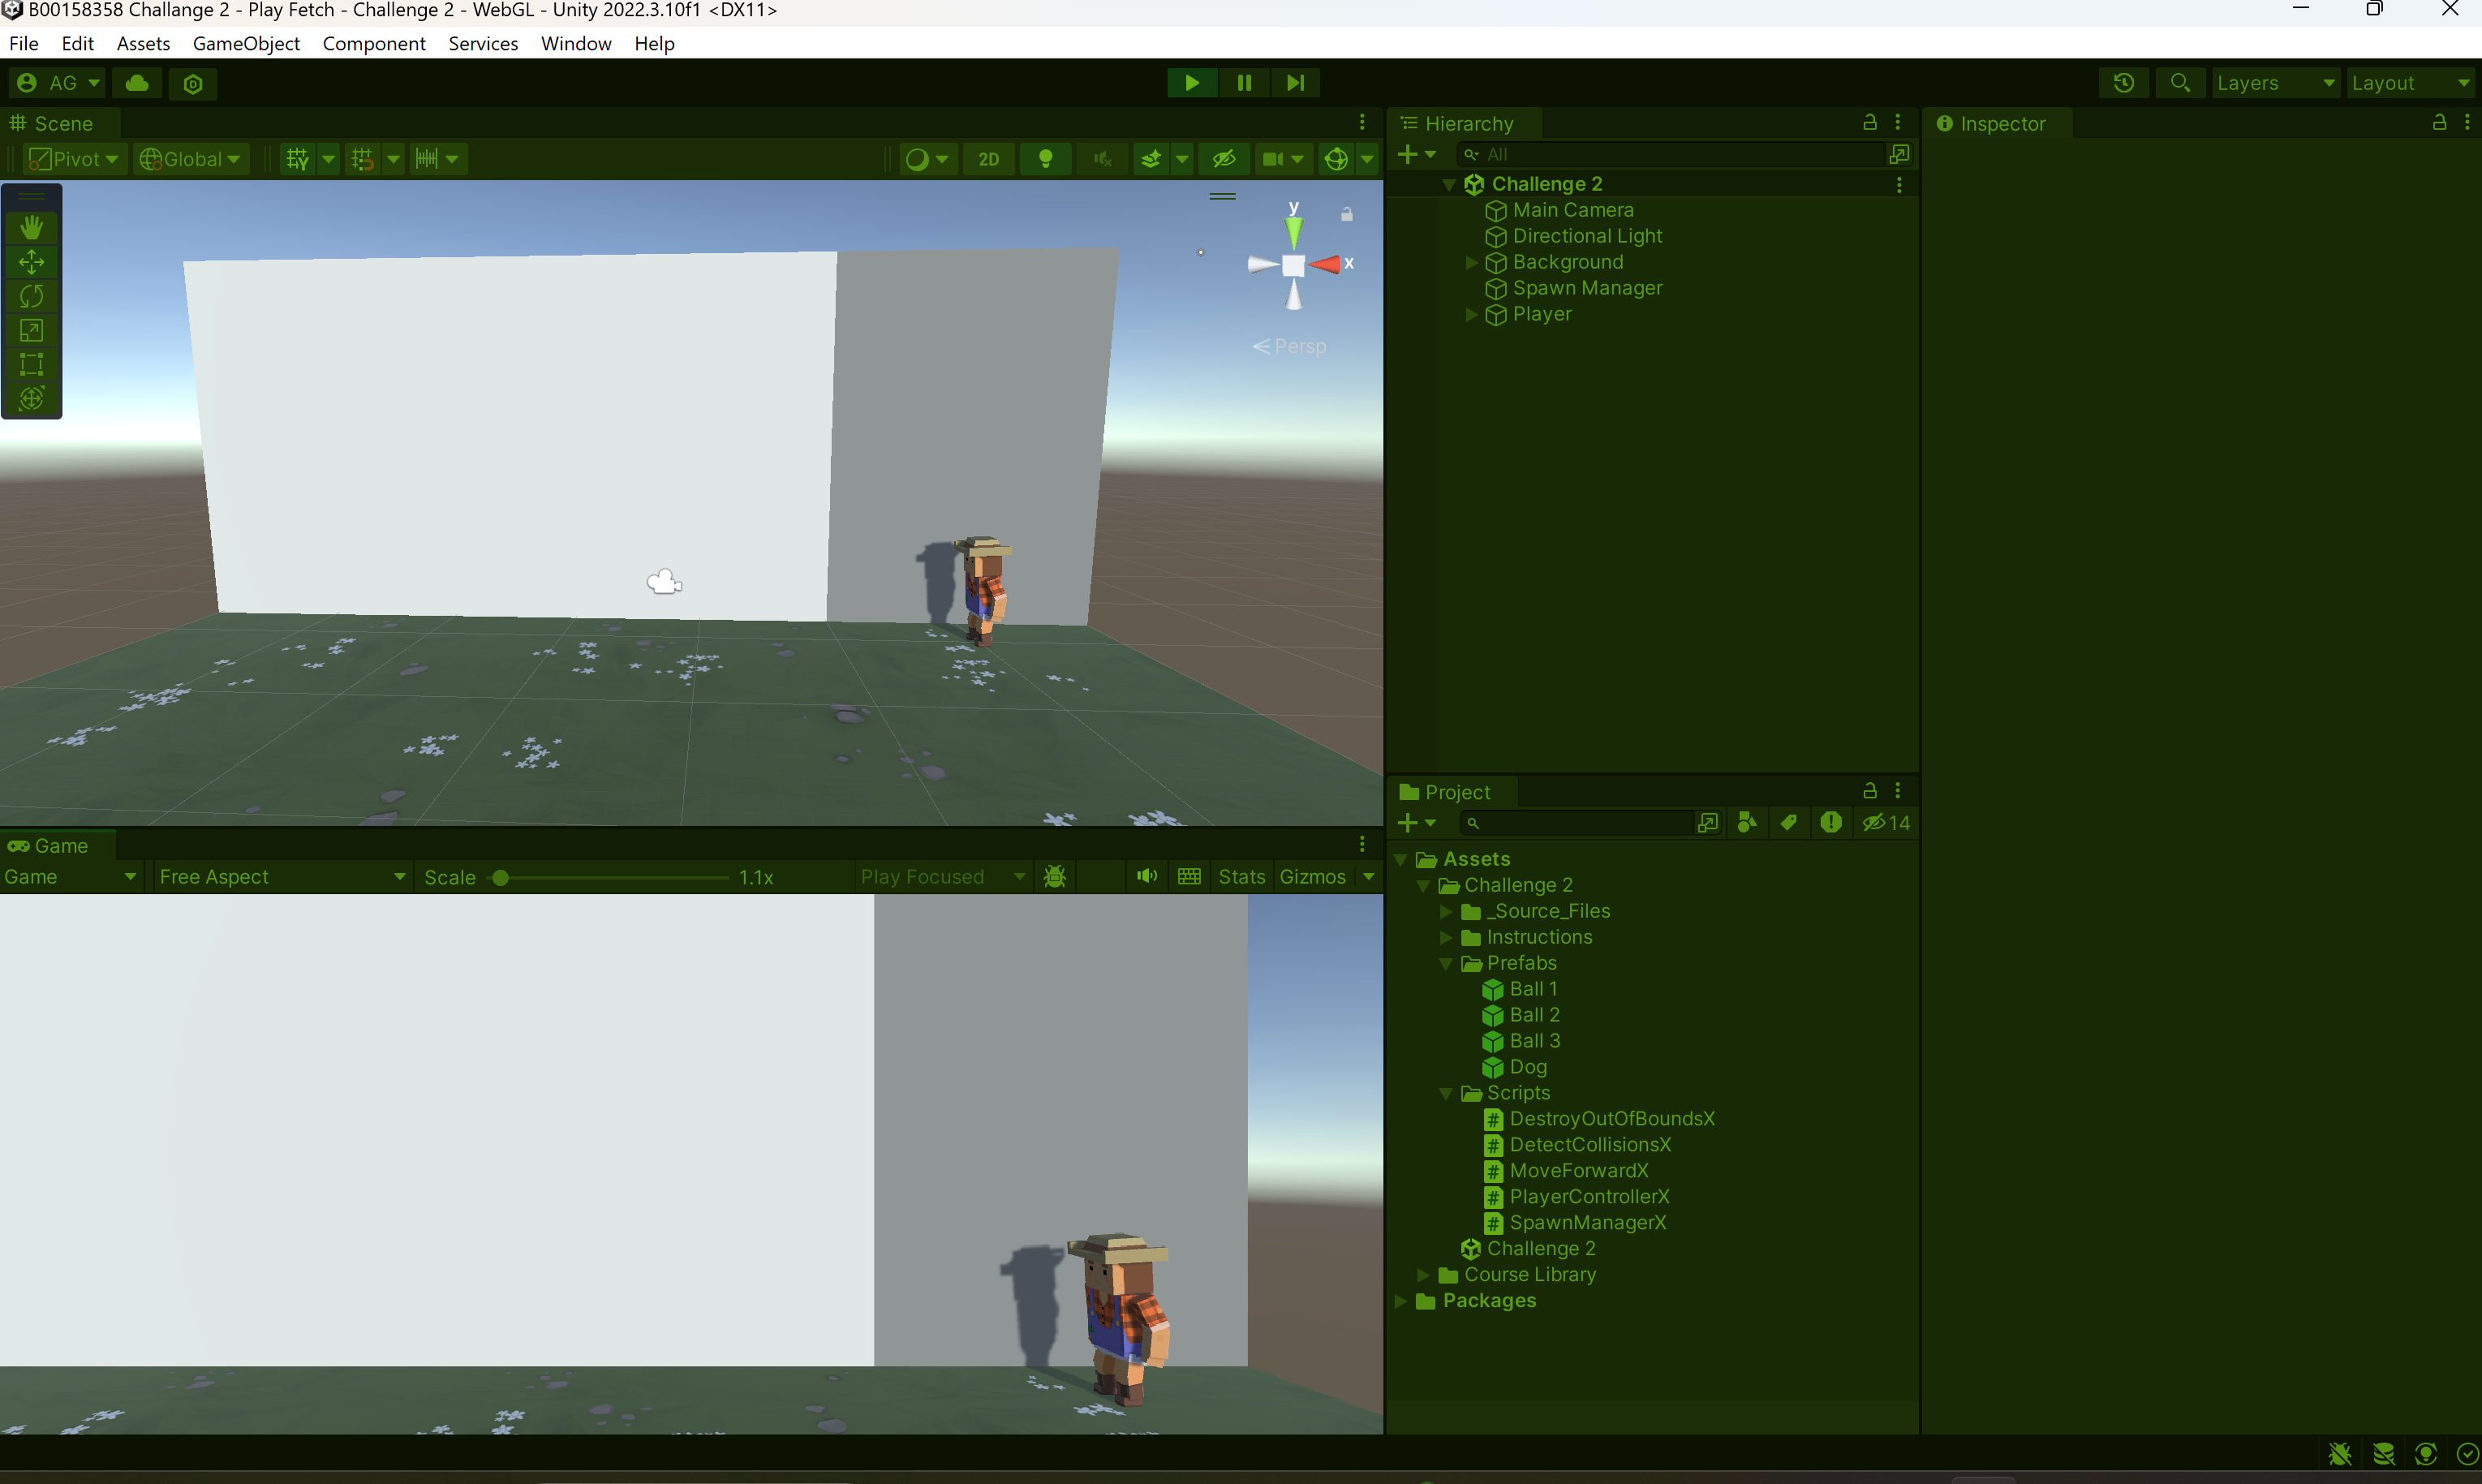 B00158358 Challange 2 - Play Fetch - Challenge 2 - WebGL - Unity 2022.3.10f1 <DX11>
File Edit Assets GameObject Component Services Window Help
AG
Layers
Layout
Scene
Pivot
Global
2D
y
x
Persp
Hierarchy
All
Challenge 2
Main Camera
Directional Light
Background
Spawn Manager
Player
Inspector
Game
Game
Free Aspect
Scale
1.1x
Play Focused
Stats
Gizmos
Project
14
Assets
Challenge 2
_Source_Files
Instructions
Prefabs
Ball 1
Ball 2
Ball 3
Dog
Scripts
DestroyOutOfBoundsX
DetectCollisionsX
MoveForwardX
PlayerControllerX
SpawnManagerX
Challenge 2
Course Library
Packages